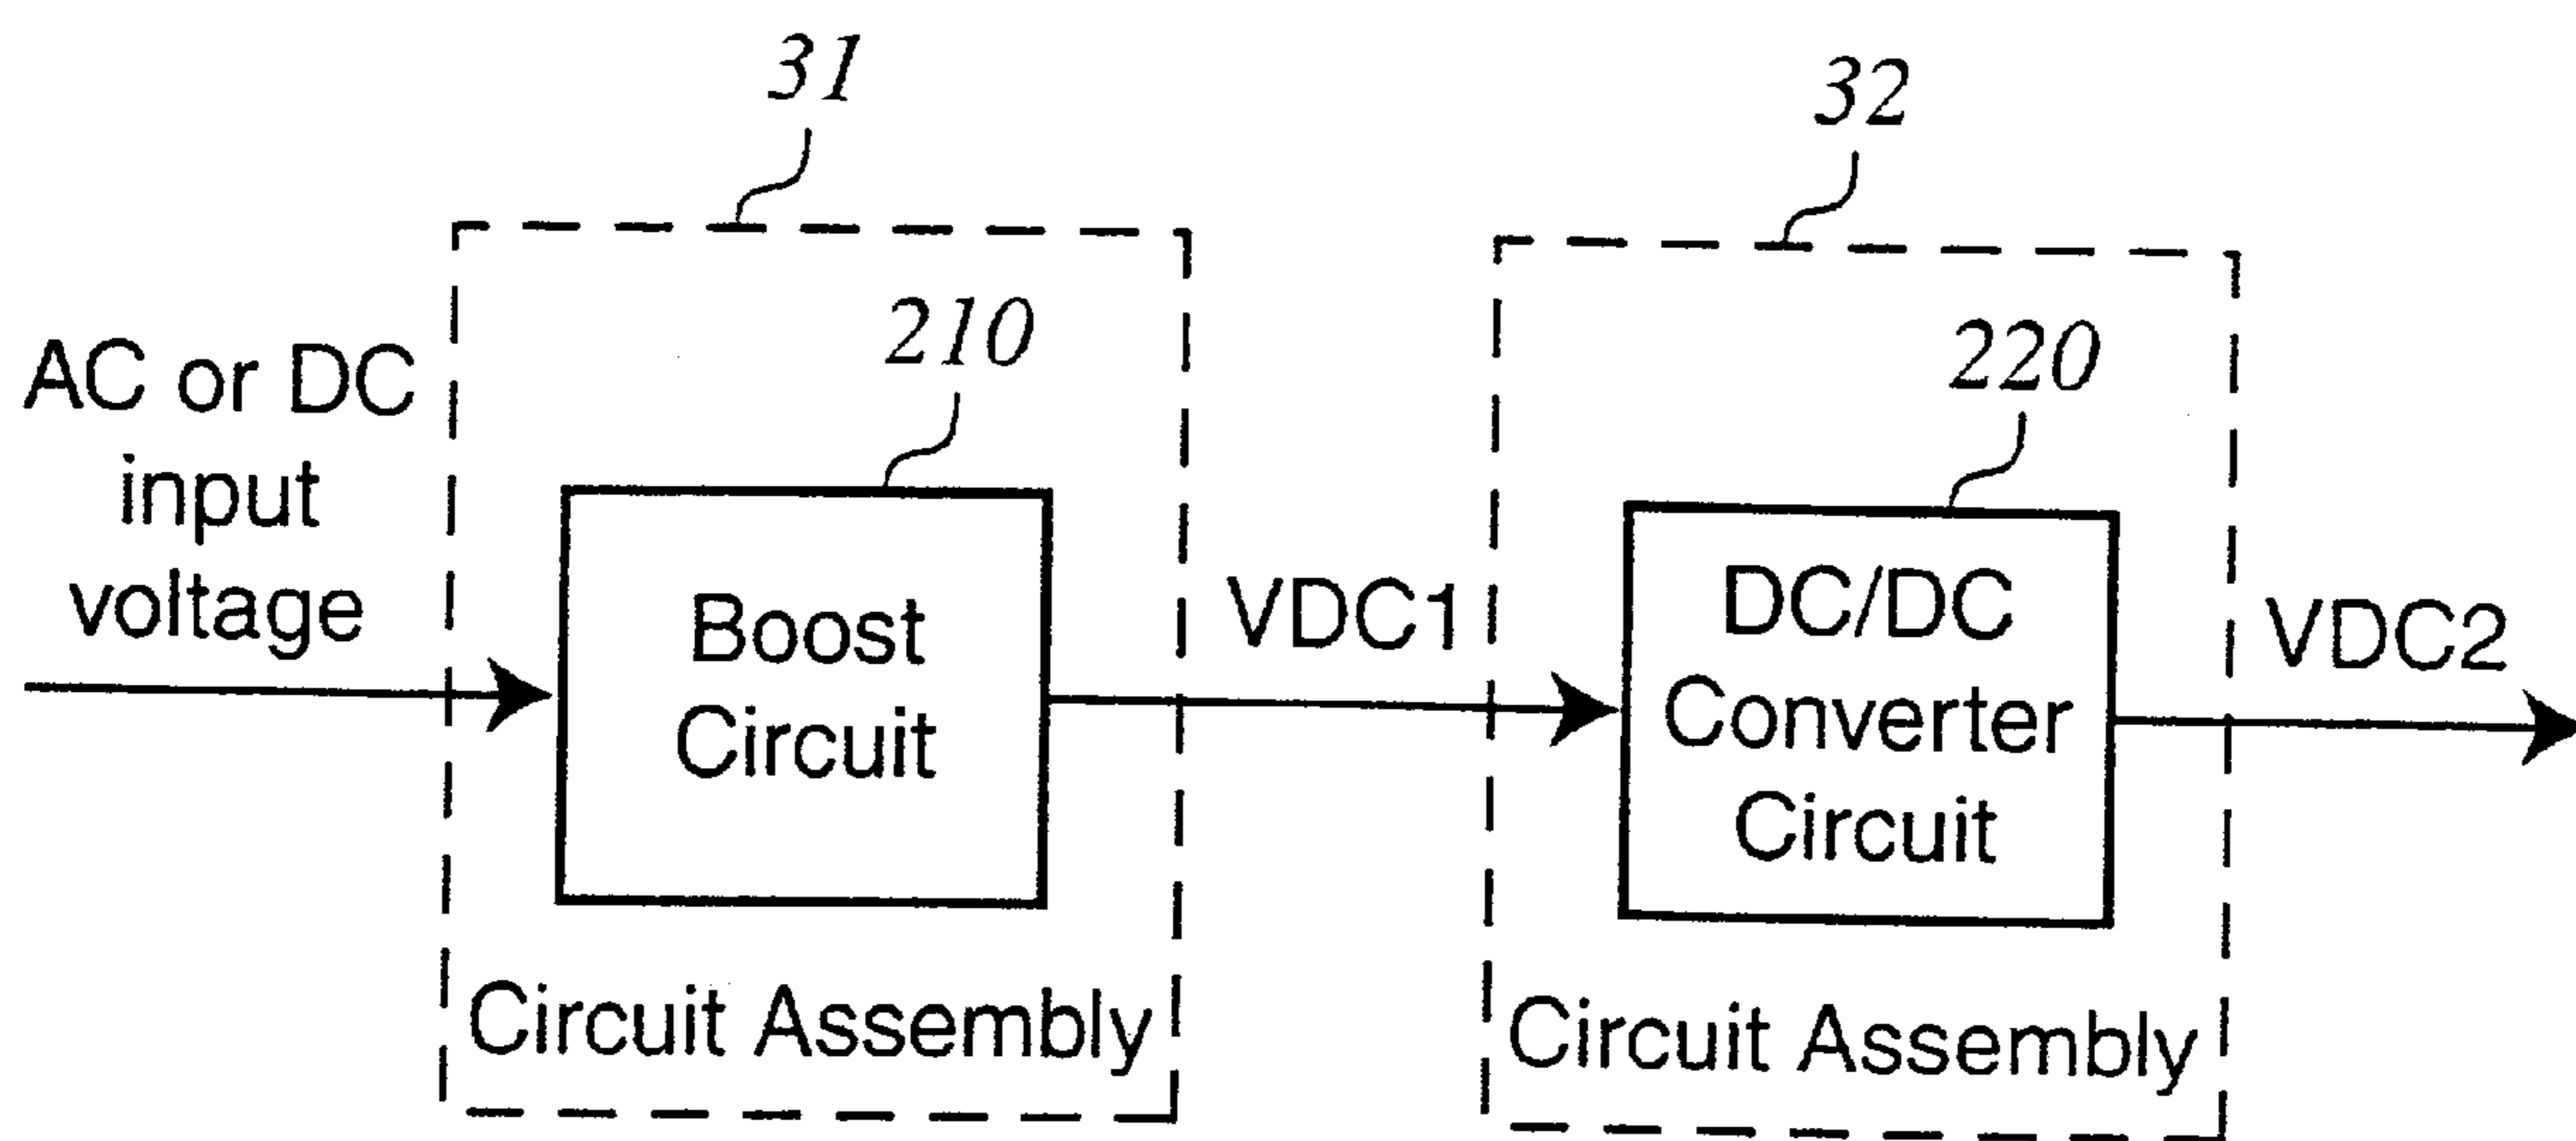 31
32
210
220
AC or DC
input
voltage
Boost
Circuit
VDC1
DC/DC
Converter
Circuit
VDC2
Circuit Assembly
Circuit Assembly